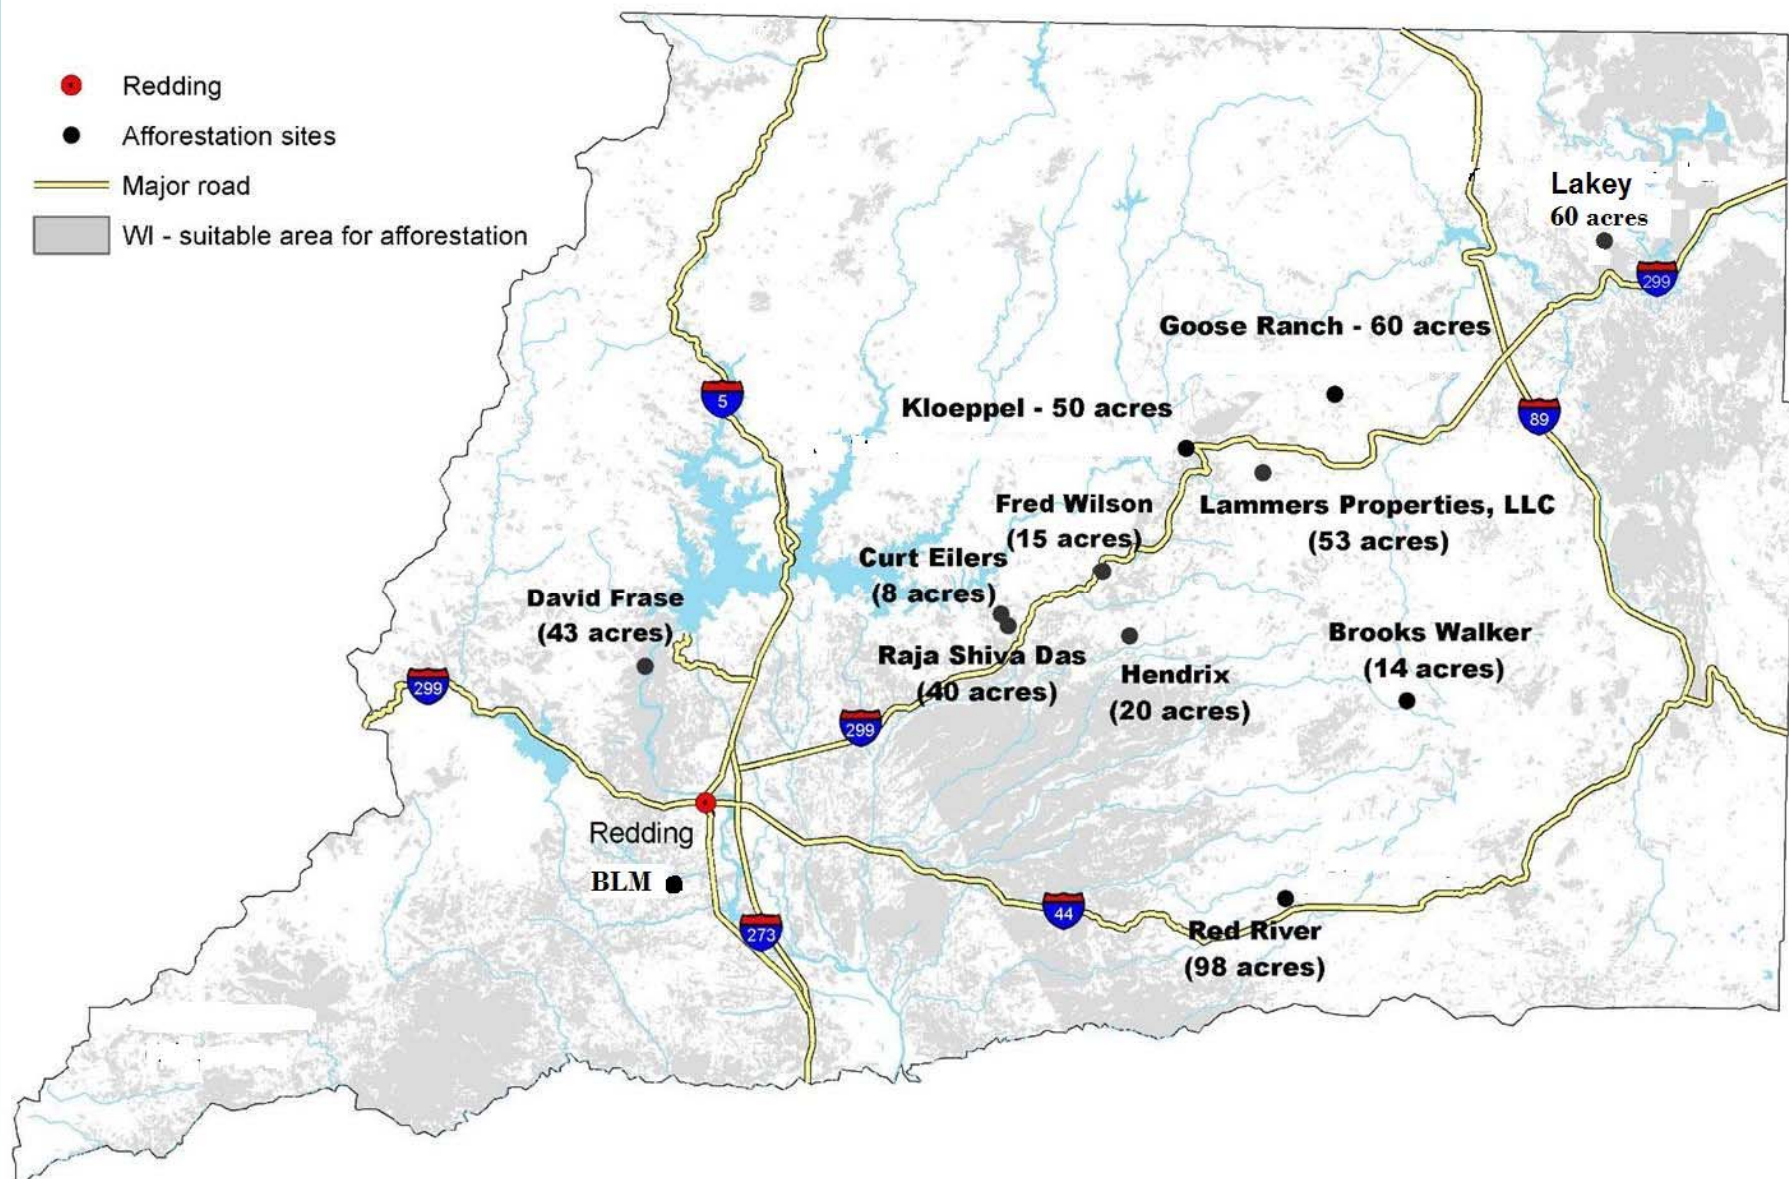 Redding
Afforestation sites
Major road
WI - suitable area for afforestation
Lakey
60 acres
299
Goose Ranch - 60 acres
5
Kloeppel - 50 acres
89
Fred Wilson
(15 acres)
Lammers Properties, LLC
(53 acres)
Curt Eilers
(8 acres)
David Frase
(43 acres)
Raja Shiva Das
(40 acres)
Hendrix
(20 acres)
Brooks Walker
(14 acres)
299
299
Redding
BLM
273
44
Red River
(98 acres)